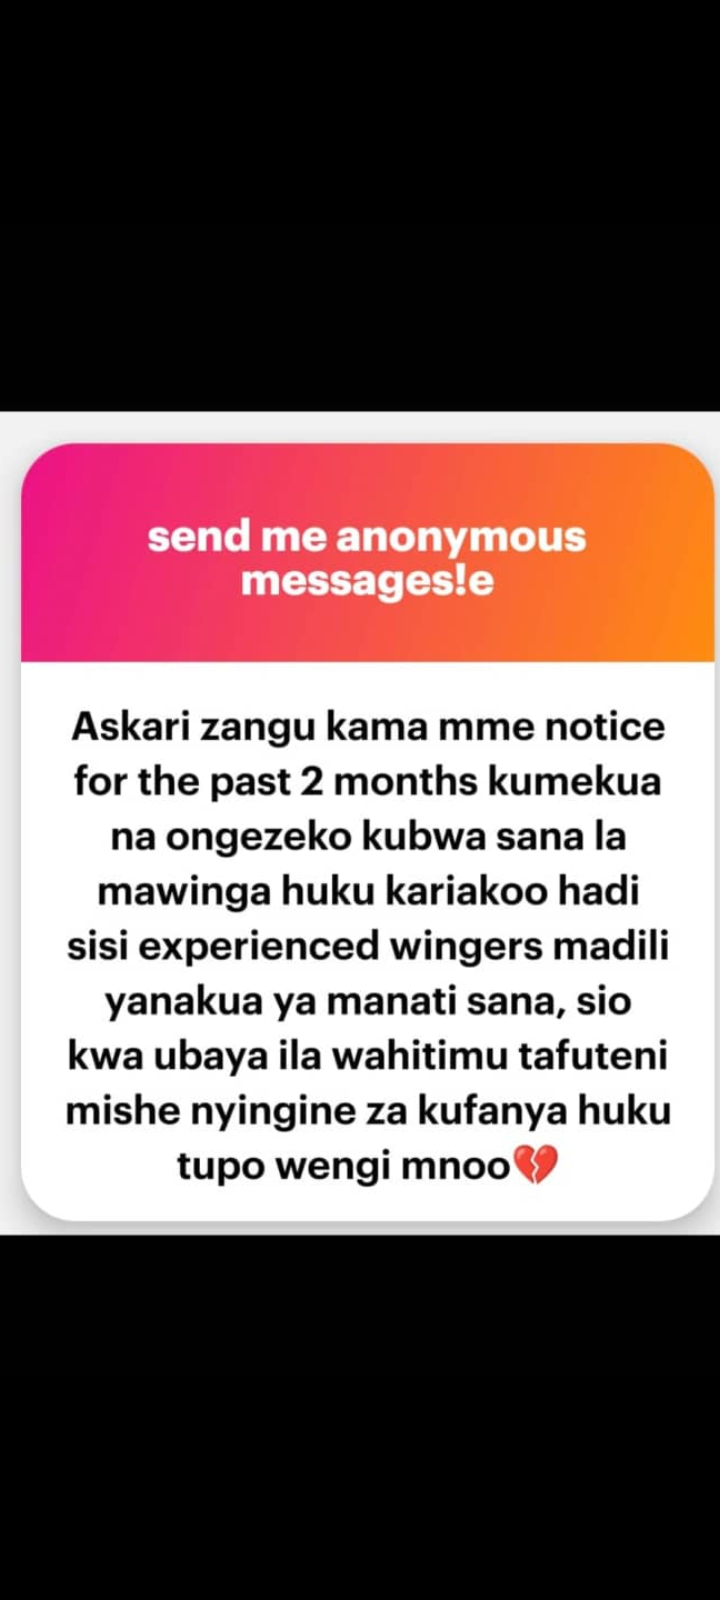 send me anonymous
messages!e
Askari zangu kama mme notice
for the past 2 months kumekua
na ongezeko kubwa sana la
mawinga huku kariakoo hadi
sisi experienced wingers madili
yanakua ya manati sana, sio
kwa ubaya ila wahitimu tafuteni
mishe nyingine za kufanya huku
tupo wengi mnoo💔